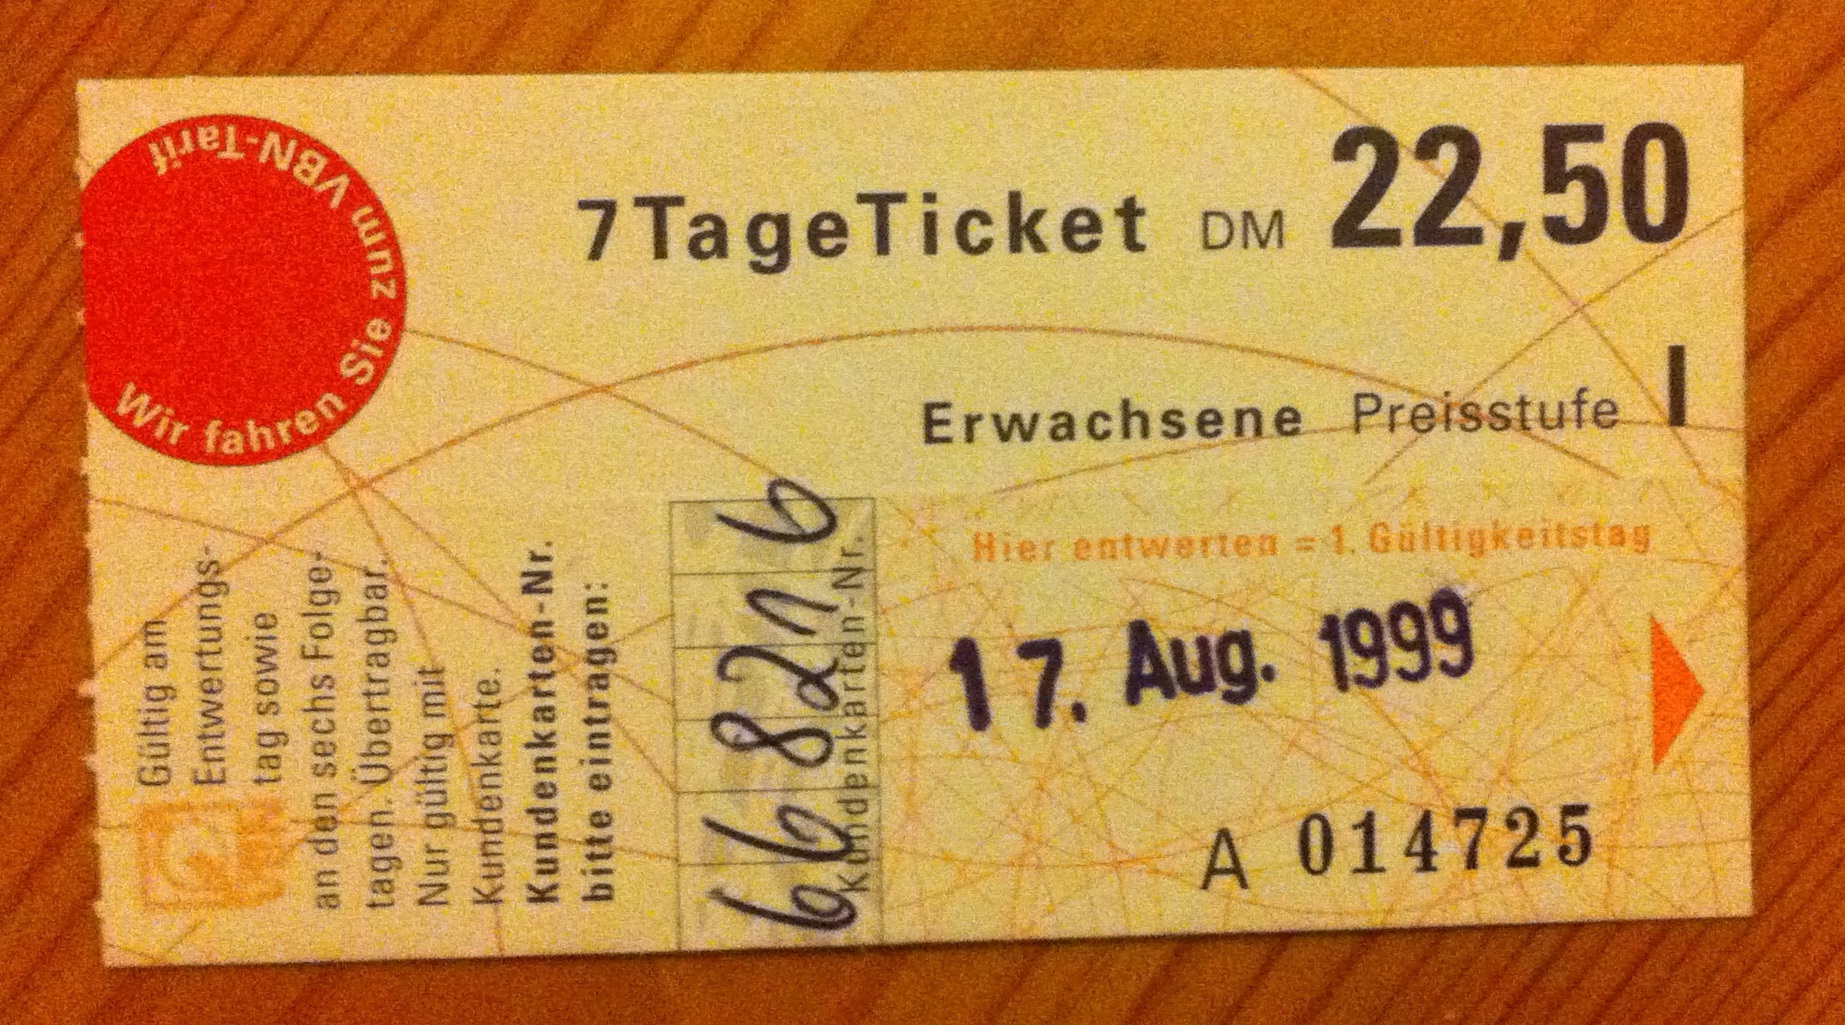 Wir fahren Sie zum VBN-Tarif
7TageTicket DM 22,50
Erwachsene Preisstufe I
Gültig am
Entwertungs-
tag sowie
an den sechs Folge-
tagen. Übertragbar.
Nur gültig mit
Kundenkarte.
Kundenkarten-Nr.
bitte eintragen:
668216
Kundenkarten-Nr.
Hier entwerten = 1. Gültigkeitstag
17. Aug. 1999
A 014725